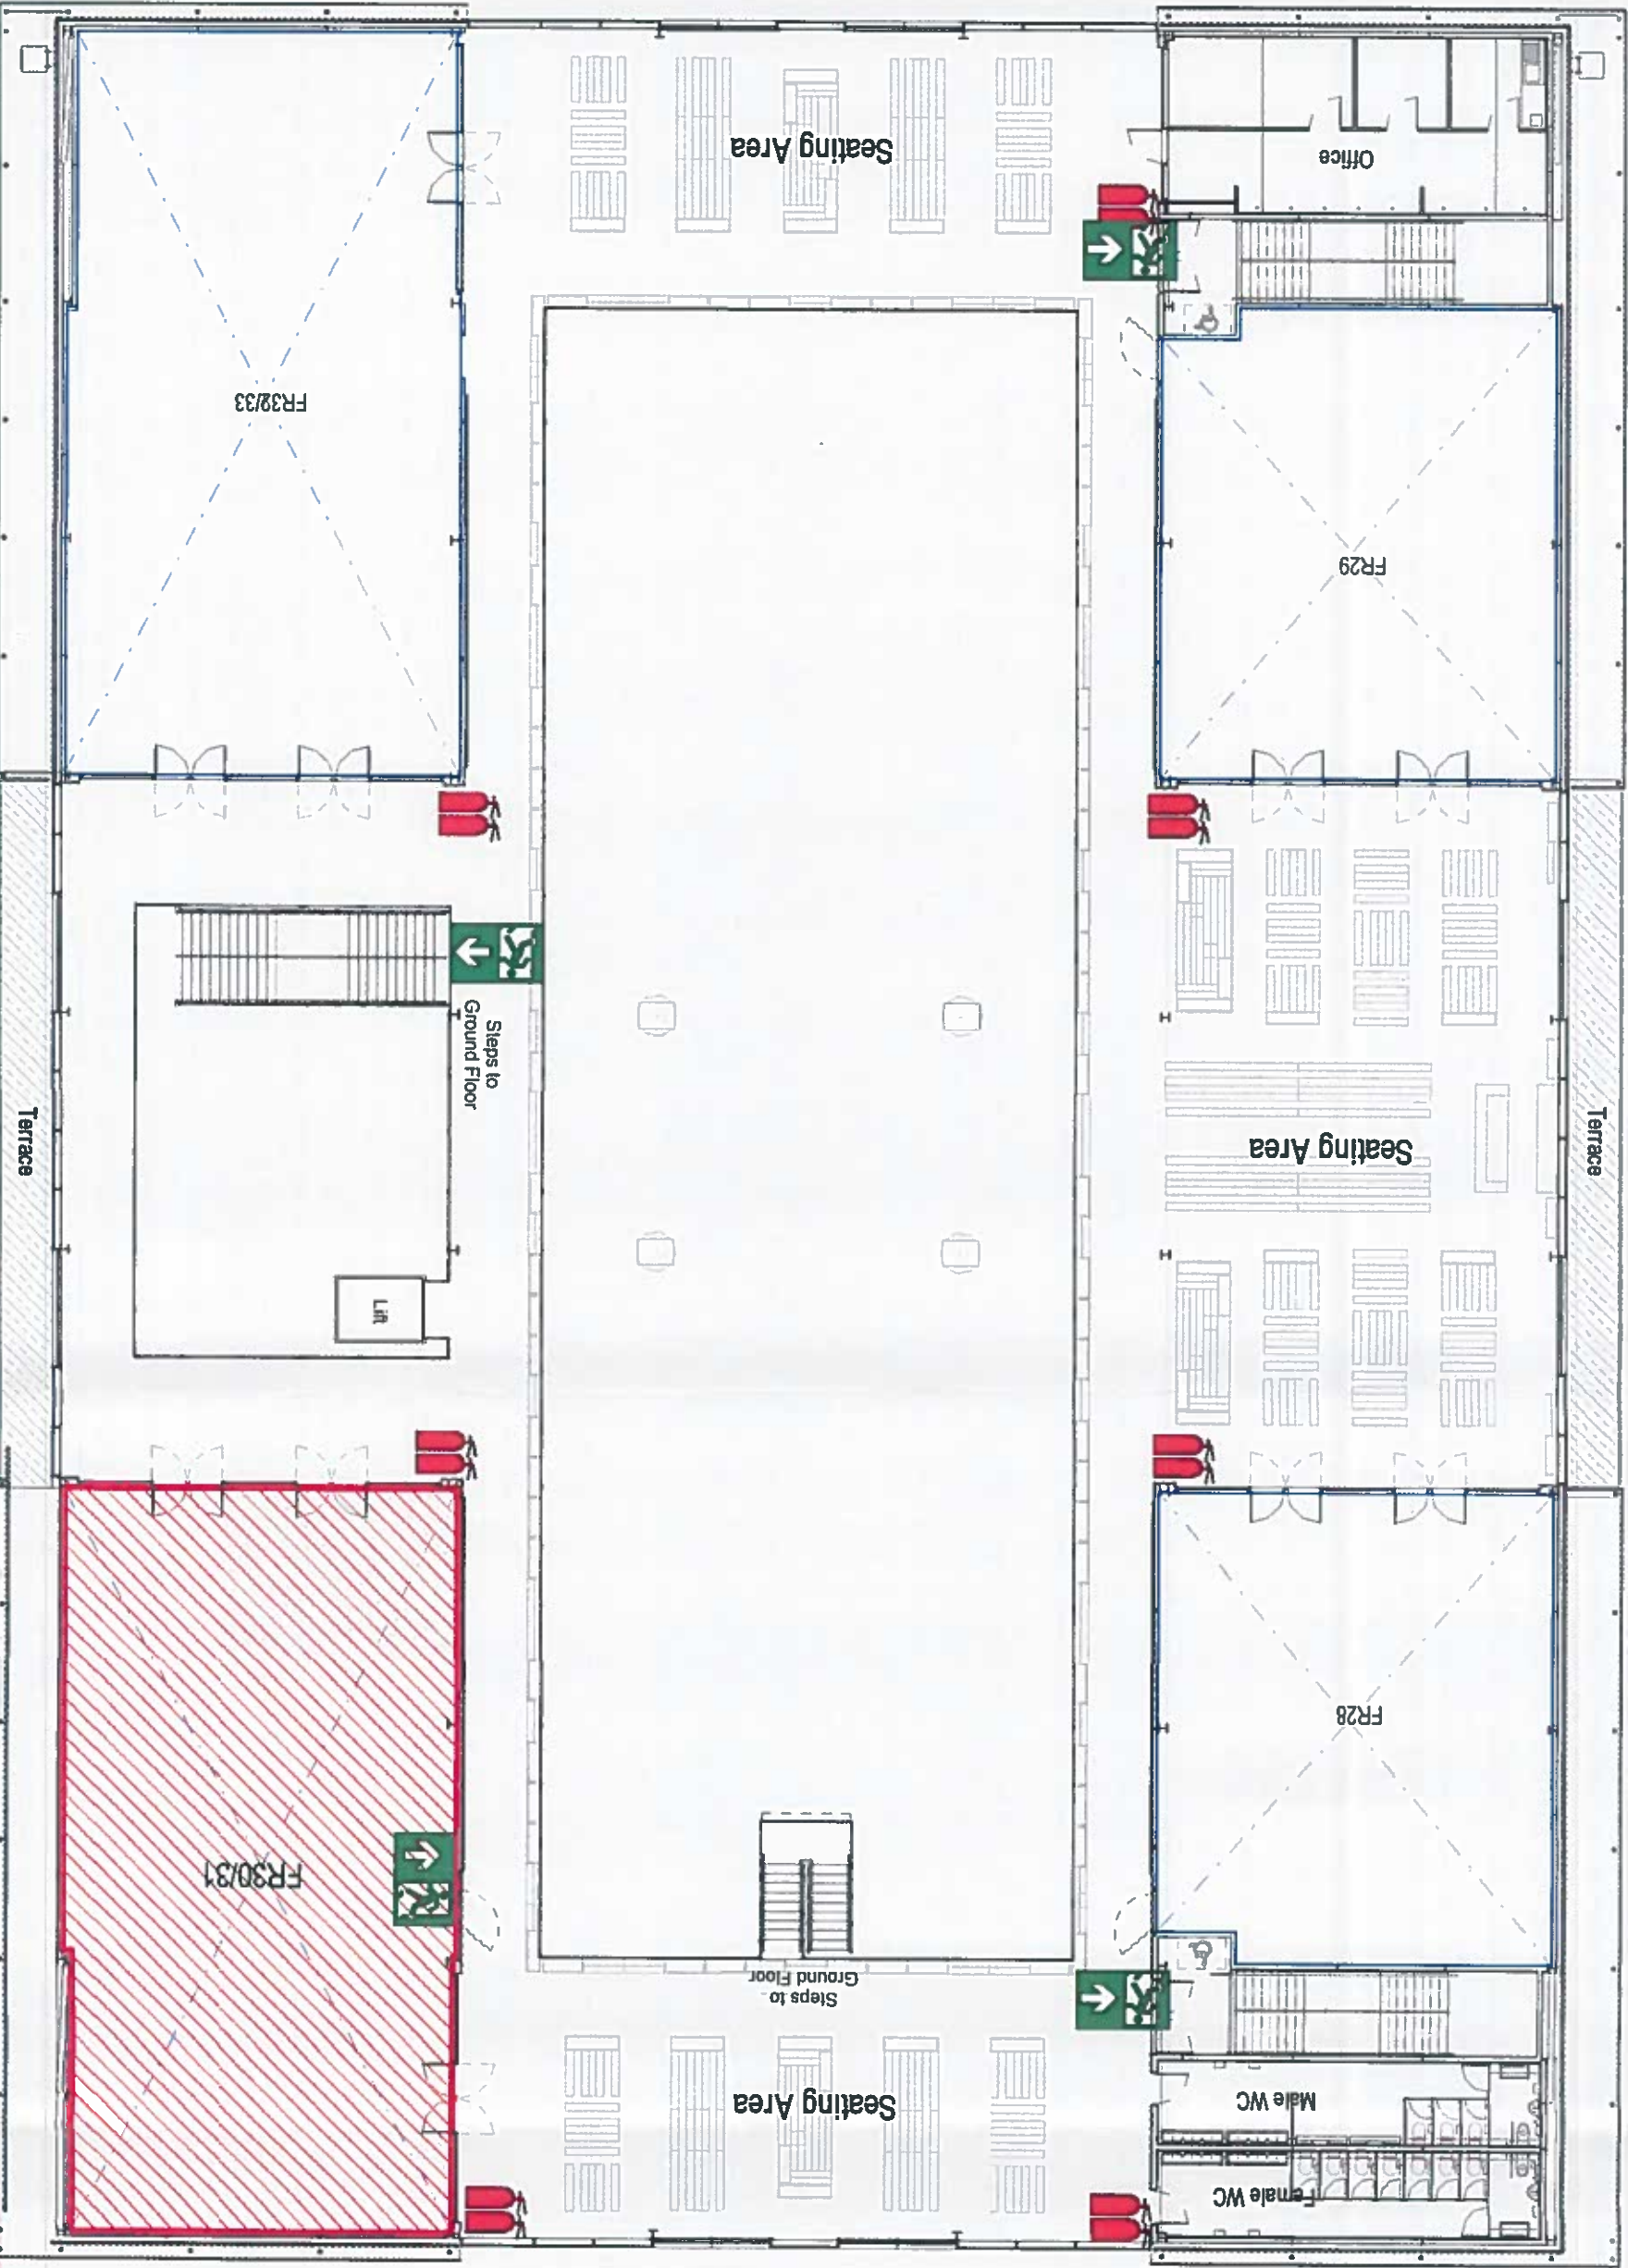 Female WC
Male WC
Seating Area
Steps to
Ground Floor
FR28
FR30/31
Lift
Terrace
Seating Area
Steps to
Ground Floor
Terrace
FR29
FR32/33
Office
Seating Area